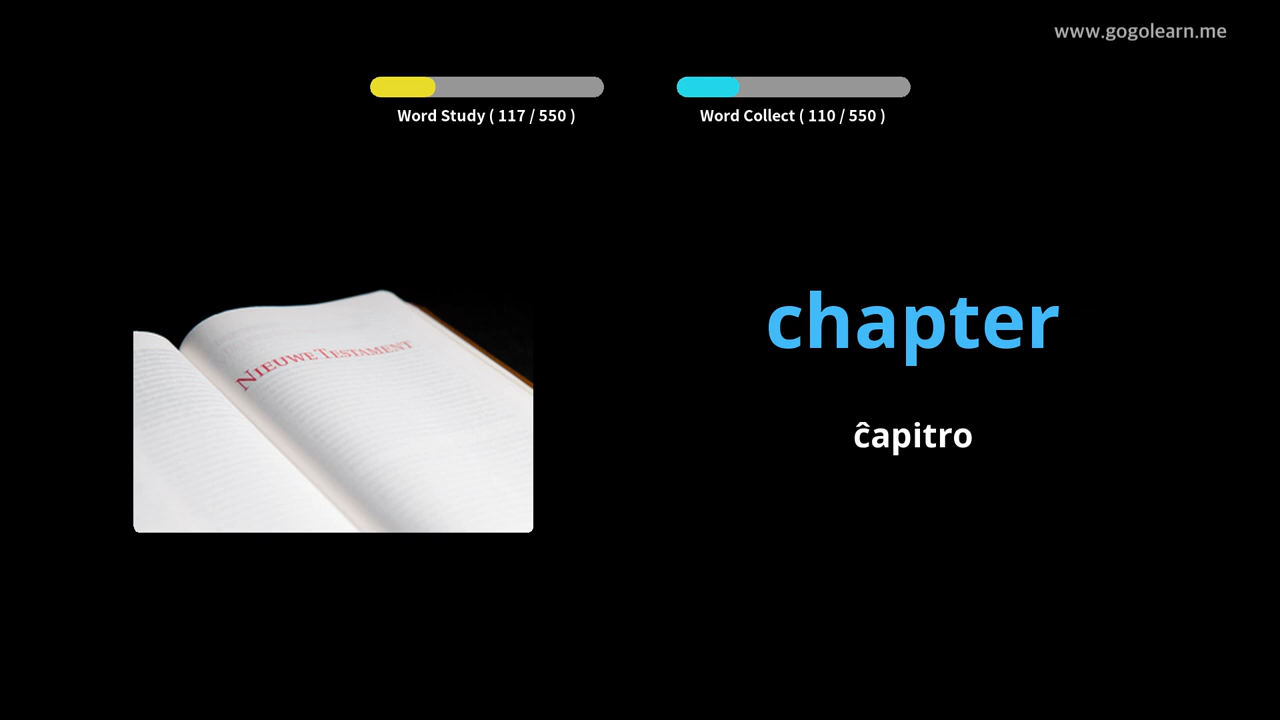 www.gogolearn.me
Word Study ( 117 / 550 )
Word Collect ( 110 / 550 )
NIEUWE TESTAMENT
chapter
ĉapitro